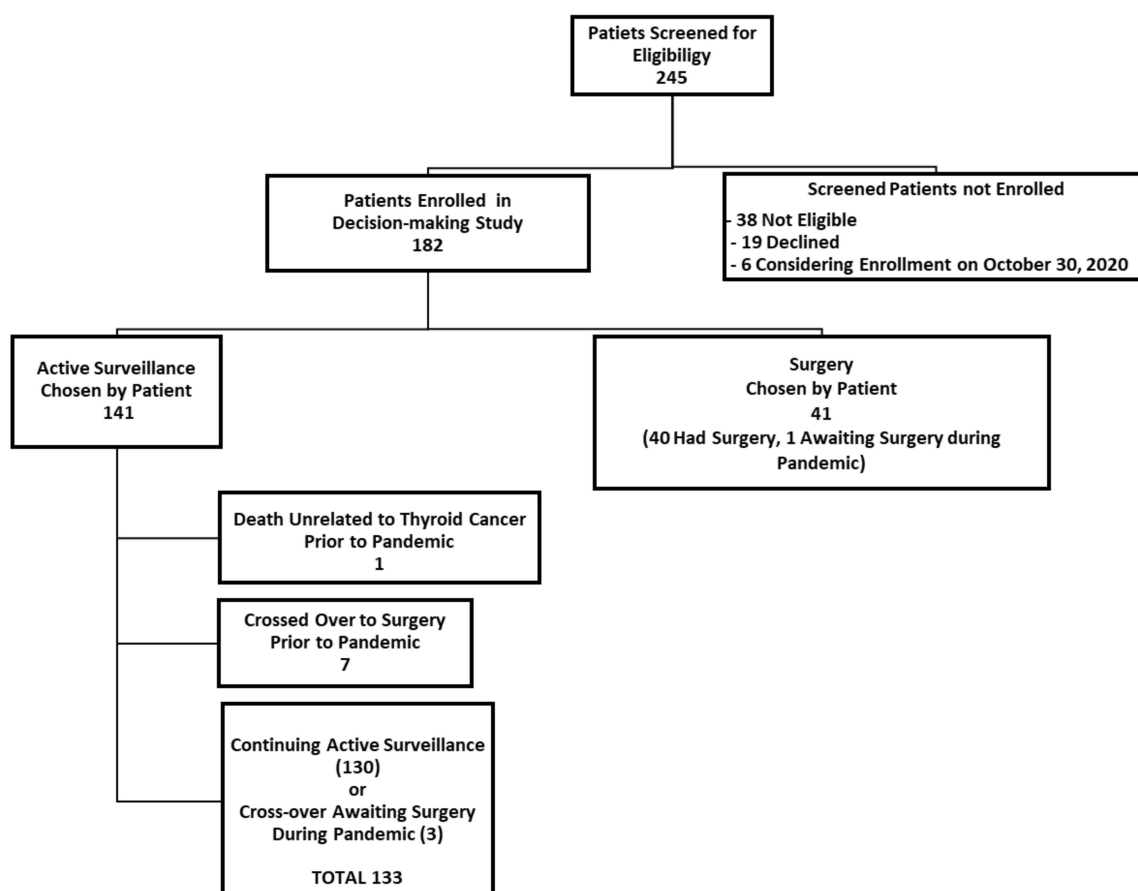 Patiets Screened for
Eligibiligy
245
Patients Enrolled in
Decision-making Study
182
Screened Patients not Enrolled
- 38 Not Eligible
- 19 Declined
- 6 Considering Enrollment on October 30, 2020
Active Surveillance
Chosen by Patient
141
Surgery
Chosen by Patient
41
(40 Had Surgery, 1 Awaiting Surgery during
Pandemic)
Death Unrelated to Thyroid Cancer
Prior to Pandemic
1
Crossed Over to Surgery
Prior to Pandemic
7
Continuing Active Surveillance
(130)
or
Cross-over Awaiting Surgery
During Pandemic (3)
TOTAL 133